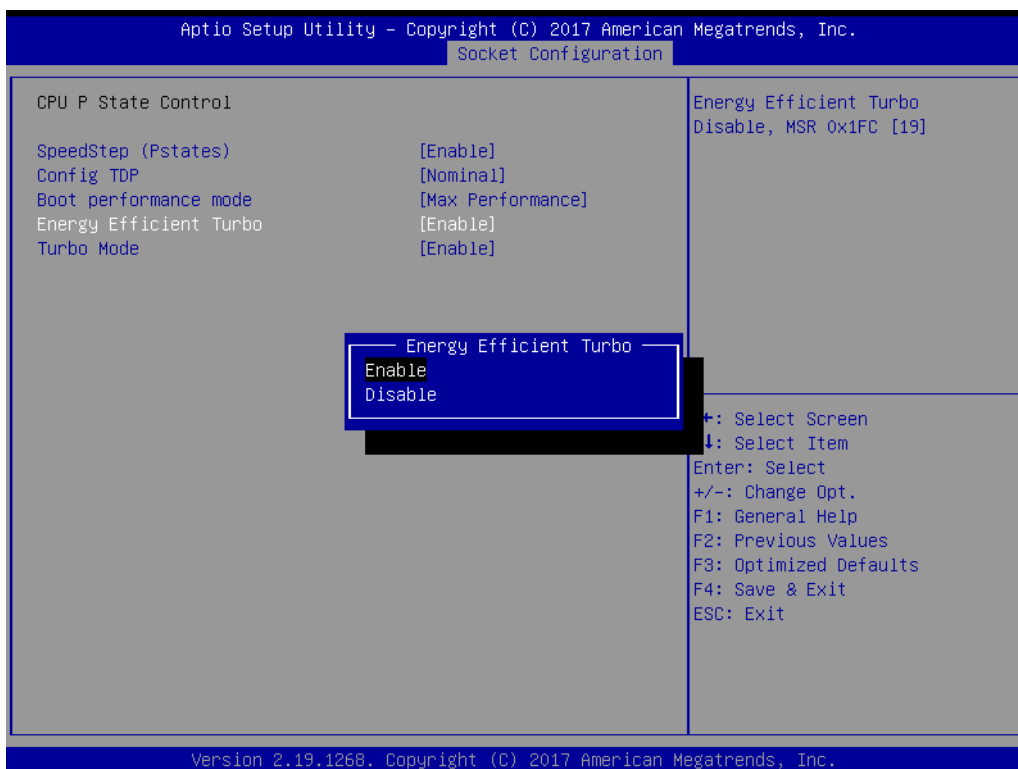 Aptio Setup Utility – Copyright (C) 2017 American Megatrends, Inc.
Socket Configuration
CPU P State Control
SpeedStep (Pstates) [Enable]
Config TDP [Nominal]
Boot performance mode [Max Performance]
Energy Efficient Turbo [Enable]
Turbo Mode [Enable]
Energy Efficient Turbo
Disable, MSR 0x1FC [19]
Energy Efficient Turbo
Enable
Disable
←: Select Screen
↓: Select Item
Enter: Select
+/-: Change Opt.
F1: General Help
F2: Previous Values
F3: Optimized Defaults
F4: Save & Exit
ESC: Exit
Version 2.19.1268. Copyright (C) 2017 American Megatrends, Inc.